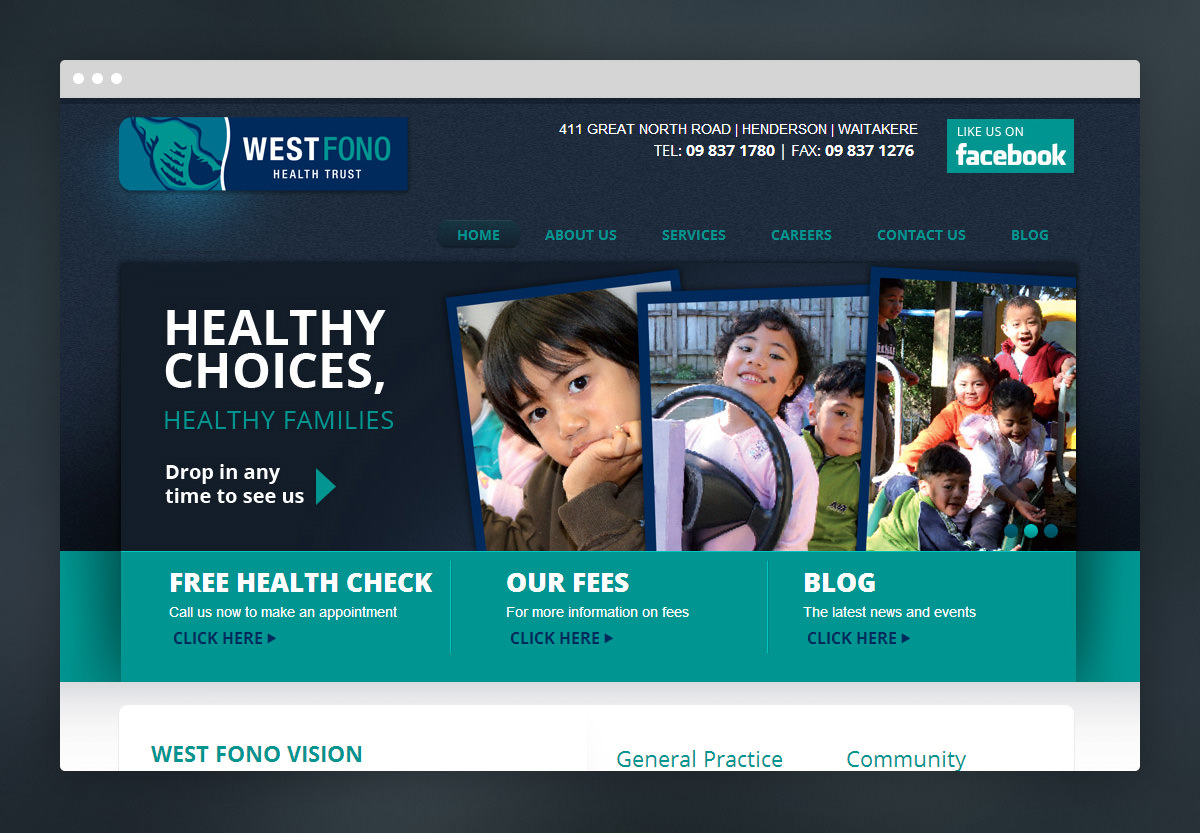 WESTFONO
HEALTH TRUST
411 GREAT NORTH ROAD | HENDERSON | WAITAKERE
TEL: 09 837 1780 | FAX: 09 837 1276
LIKE US ON
facebook
HOME ABOUT US SERVICES CAREERS CONTACT US BLOG
HEALTHY
CHOICES,
HEALTHY FAMILIES
Drop in any
time to see us
FREE HEALTH CHECK
Call us now to make an appointment
CLICK HERE
OUR FEES
For more information on fees
CLICK HERE
BLOG
The latest news and events
CLICK HERE
WEST FONO VISION
General Practice
Community